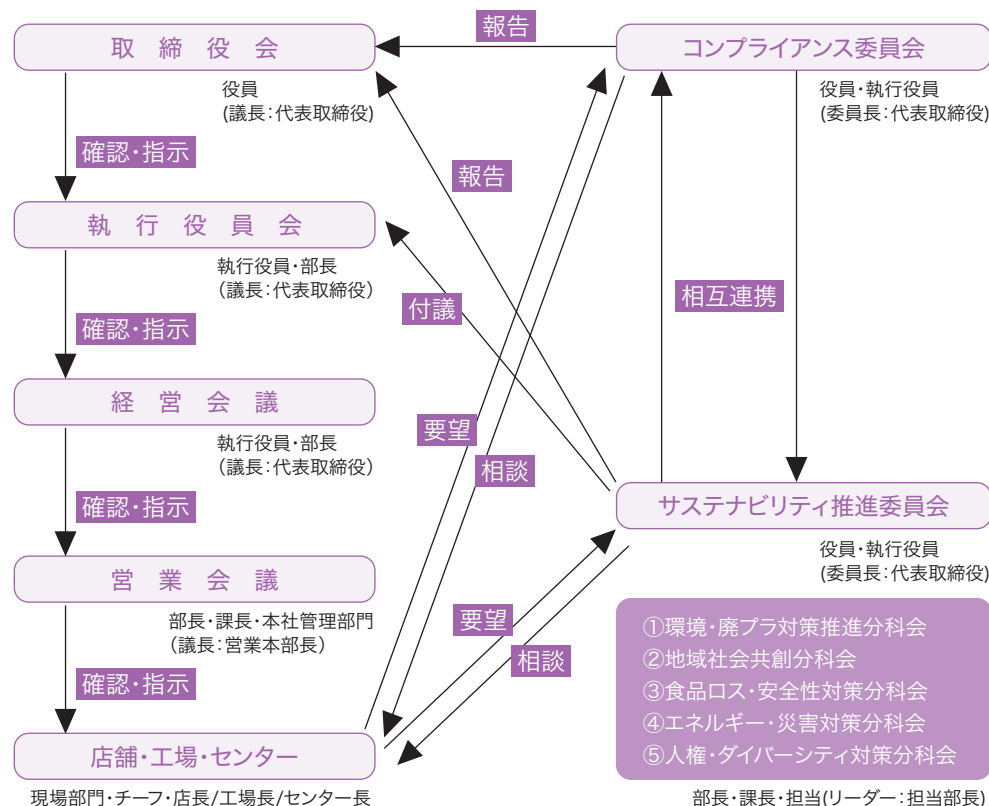 報告
取締役会
コンプライアンス委員会
役員
(議長:代表取締役)
役員・執行役員
(委員長:代表取締役)
確認・指示
報告
執行役員会
執行役員・部長
(議長:代表取締役)
付議
相互連携
確認・指示
経営会議
執行役員・部長
(議長:代表取締役)
要望
相談
確認・指示
サステナビリティ推進委員会
役員・執行役員
(委員長:代表取締役)
営業会議
部長・課長・本社管理部門
(議長:営業本部長)
要望
相談
確認・指示
①環境・廃プラ対策推進分科会
②地域社会共創分科会
③食品ロス・安全性対策分科会
④エネルギー・災害対策分科会
⑤人権・ダイバーシティ対策分科会
店舗・工場・センター
現場部門・チーフ・店長/工場長/センター長
部長・課長・担当(リーダー:担当部長)